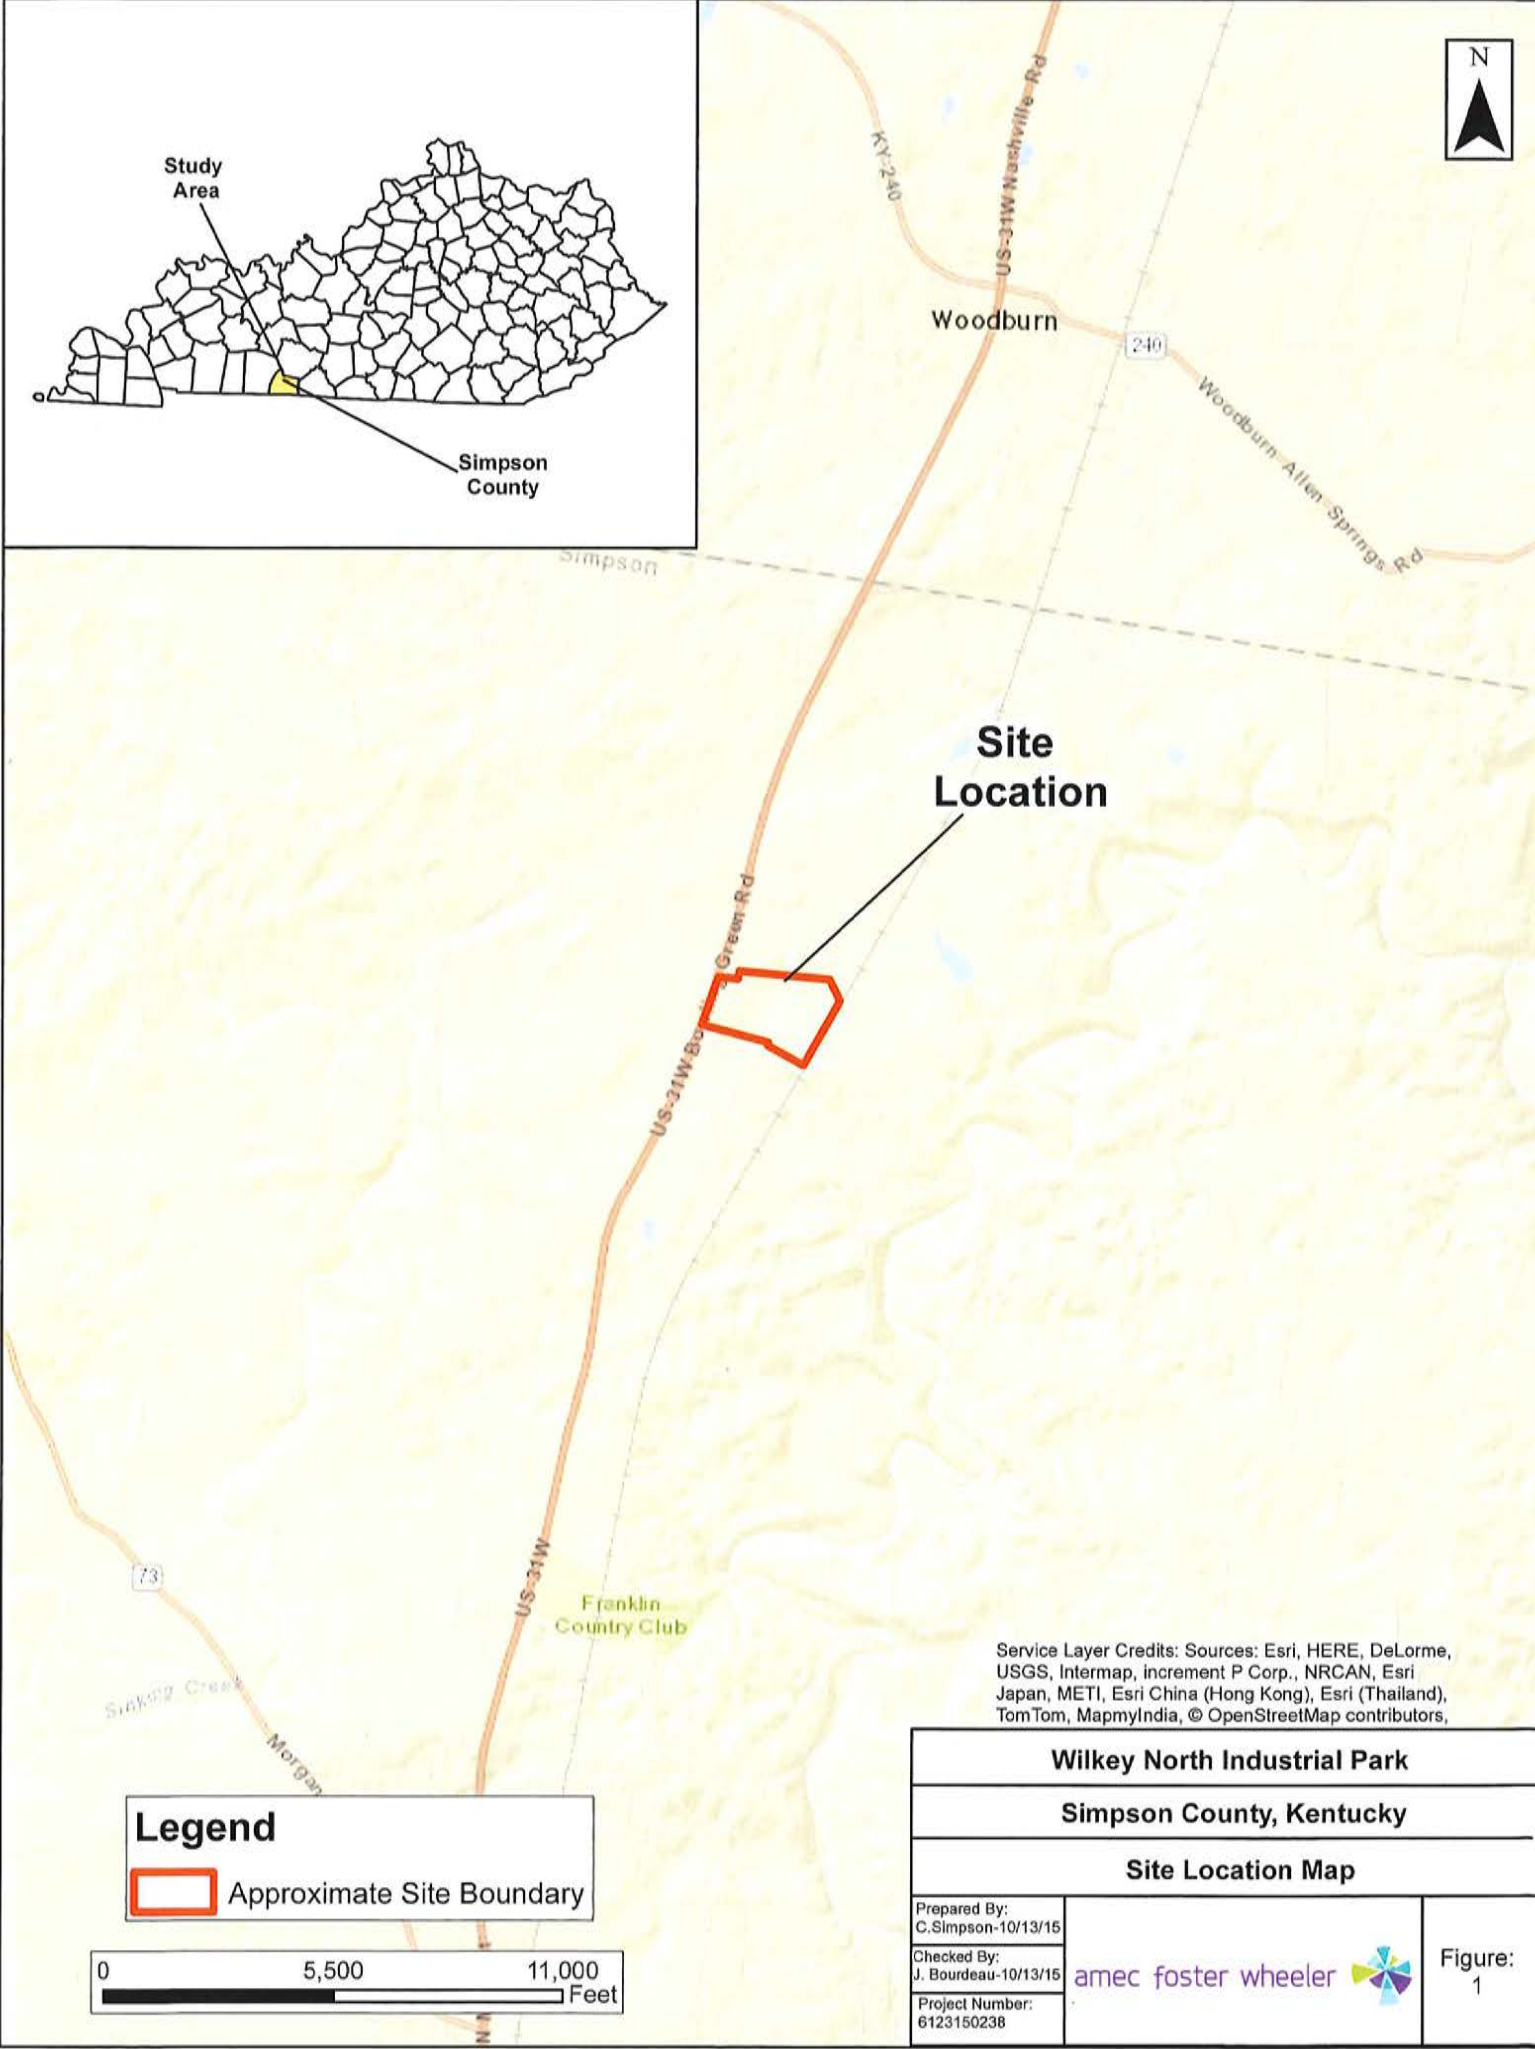 N
Study
Area
Simpson
County
KY-240
US-31W Nashville Rd
Woodburn
240
Woodburn Allen Springs Rd
Simpson
Site
Location
Green Rd
US-31W
73
US-31W
Franklin
Country Club
Sinking Creek
Morgan
Service Layer Credits: Sources: Esri, HERE, DeLorme,
USGS, Intermap, increment P Corp., NRCAN, Esri
Japan, METI, Esri China (Hong Kong), Esri (Thailand),
TomTom, MapmyIndia, © OpenStreetMap contributors,
Legend
Approximate Site Boundary
0 5,500 11,000
Feet
Wilkey North Industrial Park
Simpson County, Kentucky
Site Location Map
Prepared By:
C.Simpson-10/13/15
Checked By:
J. Bourdeau-10/13/15
Project Number:
6123150238
amec foster wheeler
Figure:
1